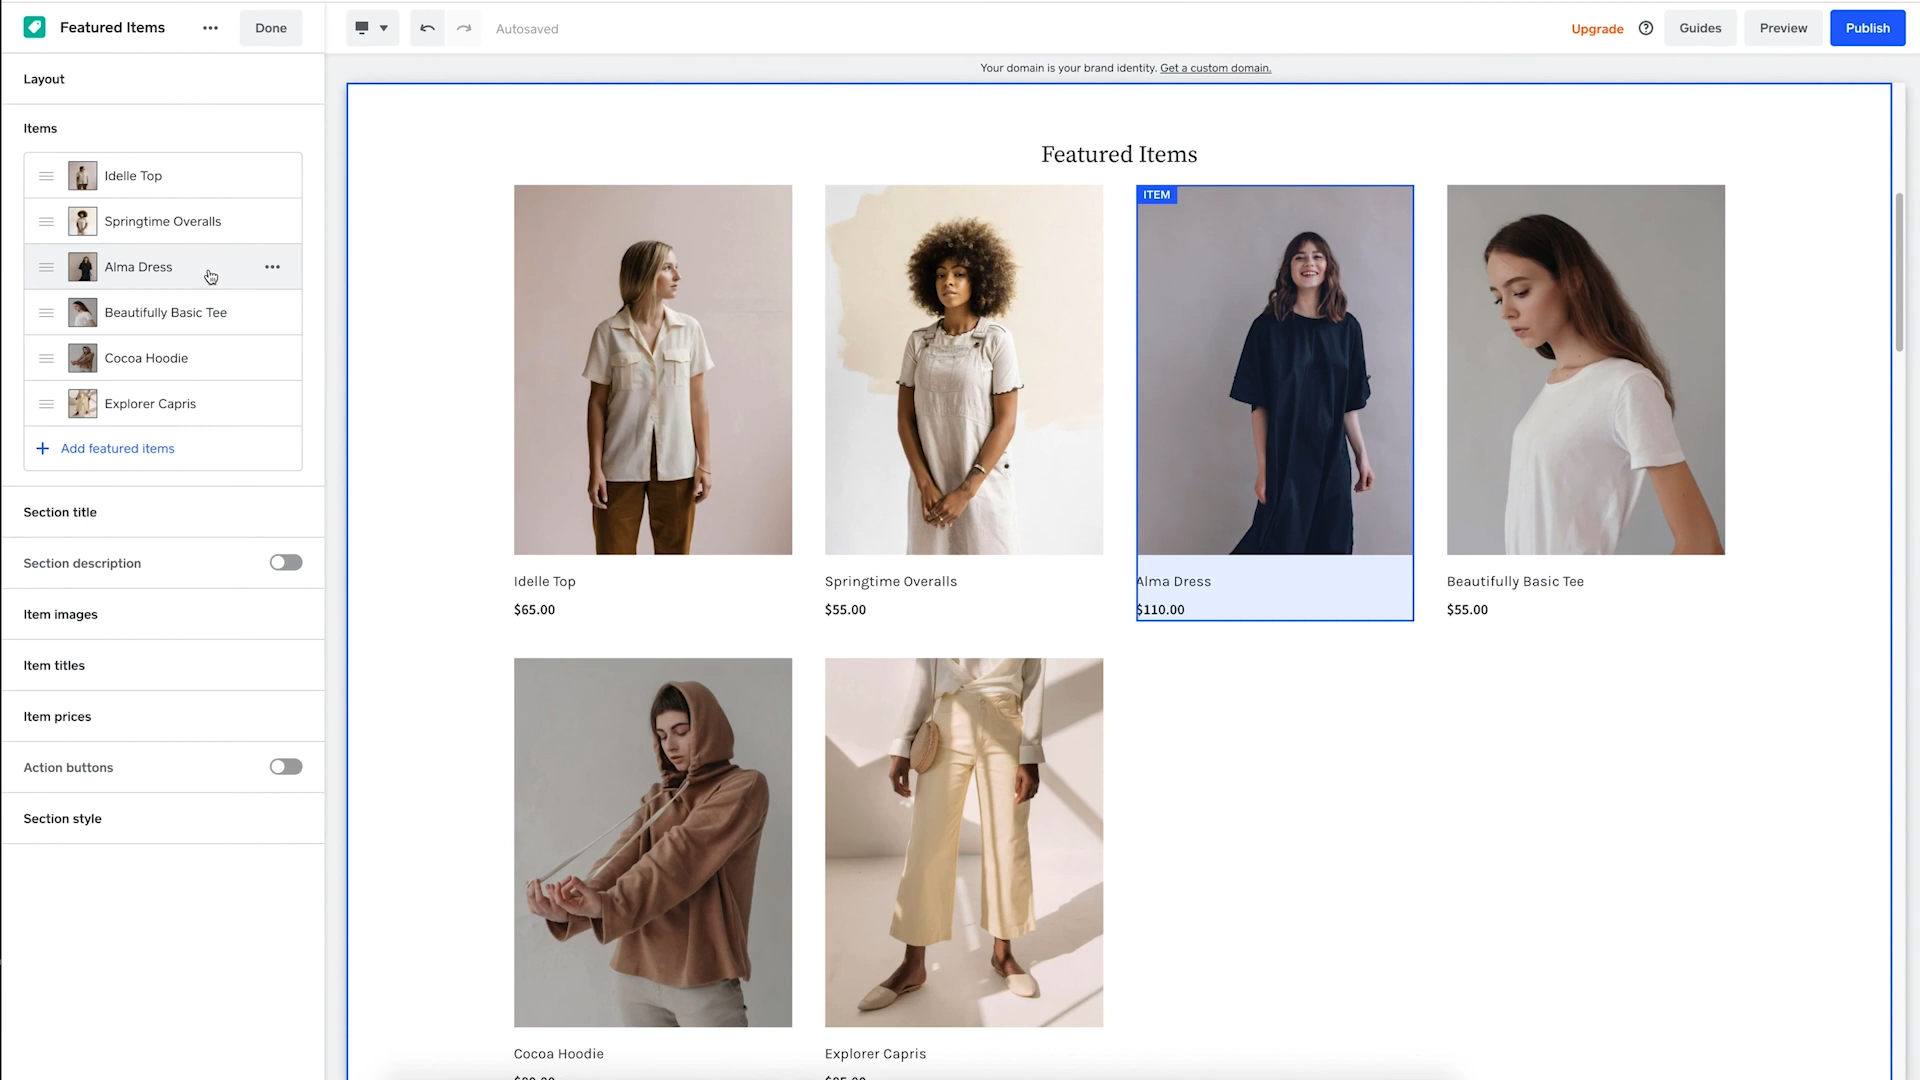 Featured Items
Done
Autosaved
Upgrade
Guides
Preview
Publish
Your domain is your brand identity. Get a custom domain.
Layout
Items
Idelle Top
Springtime Overalls
Alma Dress
Beautifully Basic Tee
Cocoa Hoodie
Explorer Capris
Add featured items
Section title
Section description
Item images
Item titles
Item prices
Action buttons
Section style
Featured Items
ITEM
Idelle Top
$65.00
Springtime Overalls
$55.00
Alma Dress
$110.00
Beautifully Basic Tee
$55.00
Cocoa Hoodie
Explorer Capris